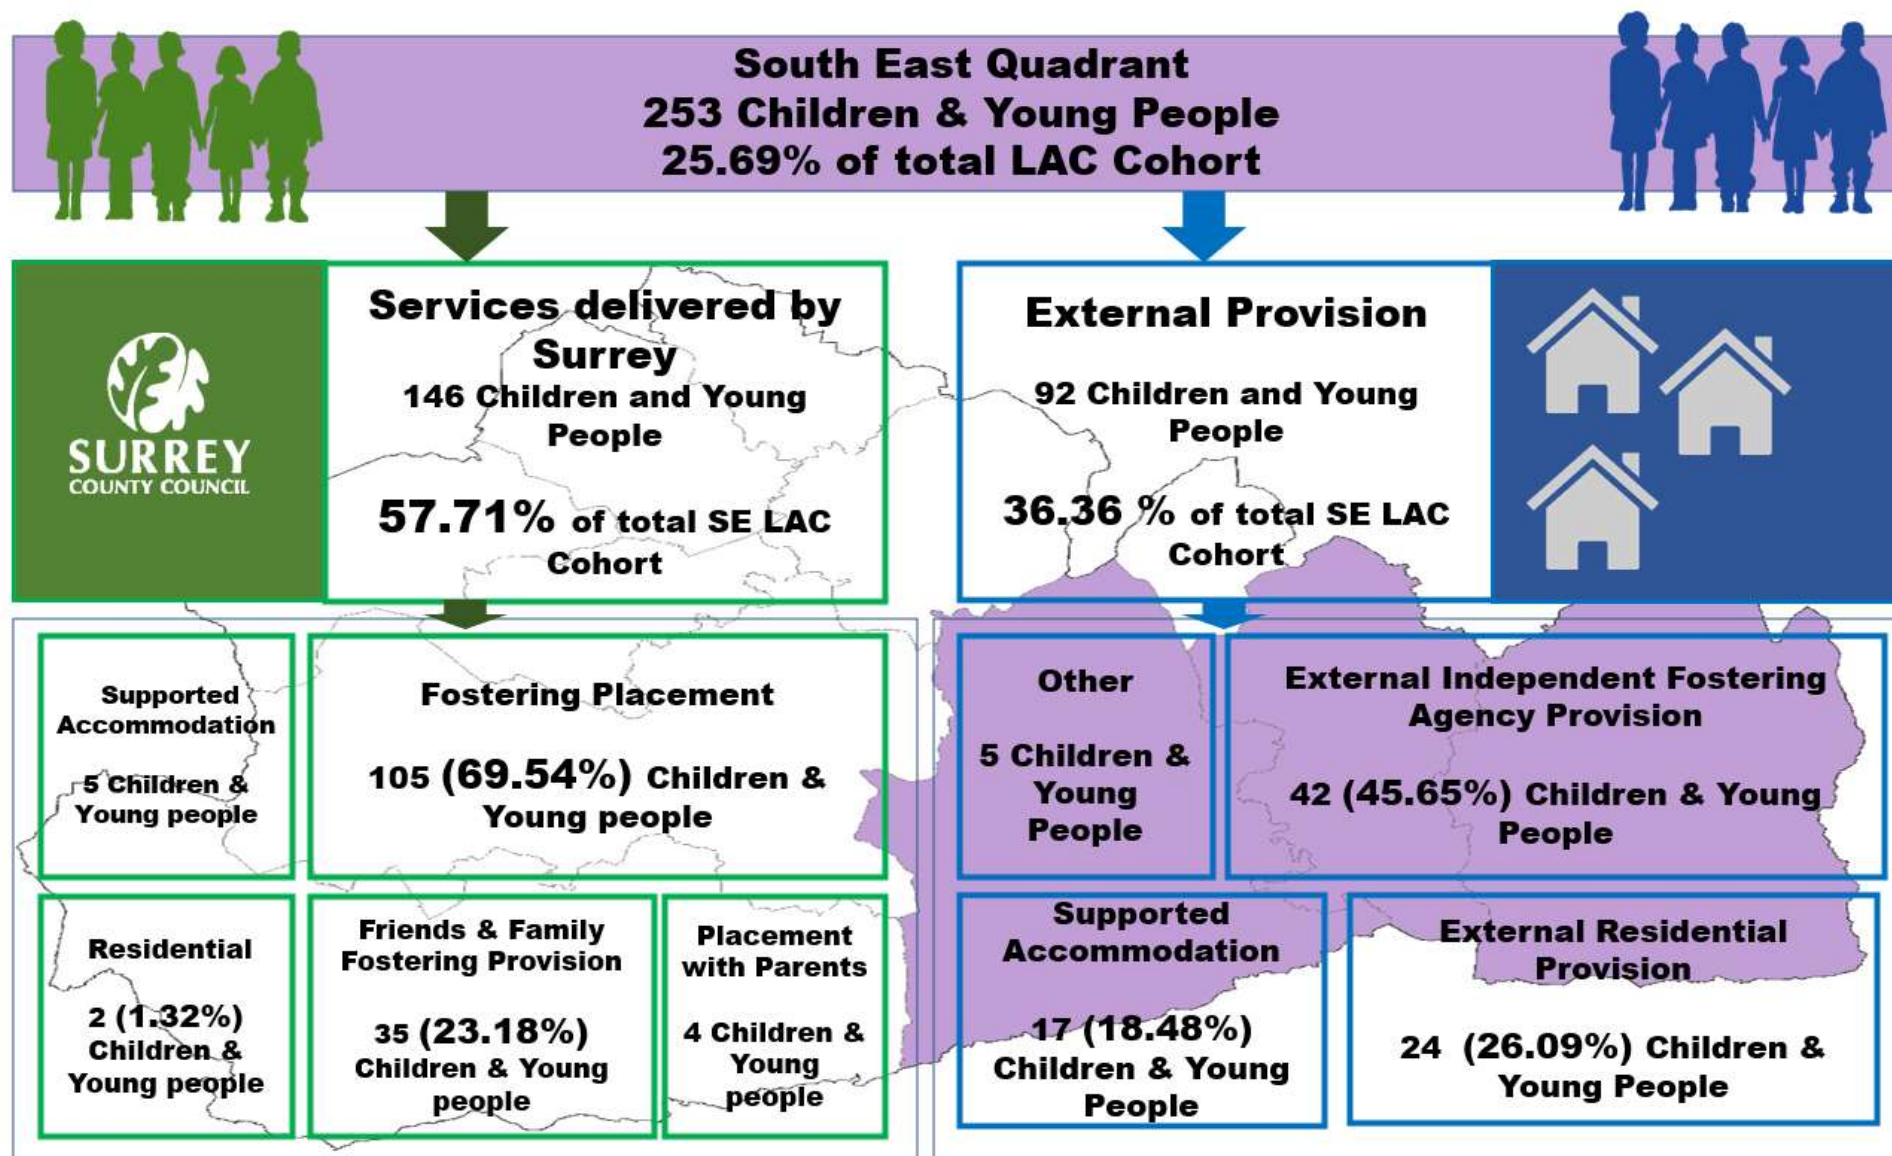 South East Quadrant
253 Children & Young People
25.69% of total LAC Cohort
SURREY
COUNTY COUNCIL
Services delivered by
Surrey
146 Children and Young
People
57.71% of total SE LAC
Cohort
External Provision
92 Children and Young
People
36.36 % of total SE LAC
Cohort
Supported
Accommodation
5 Children &
Young people
Fostering Placement
105 (69.54%) Children &
Young people
Residential
2 (1.32%)
Children &
Young people
Friends & Family
Fostering Provision
35 (23.18%)
Children & Young
people
Placement
with Parents
4 Children &
Young
people
Other
5 Children &
Young
People
External Independent Fostering
Agency Provision
42 (45.65%) Children & Young
People
Supported
Accommodation
17 (18.48%)
Children & Young
People
External Residential
Provision
24 (26.09%) Children &
Young People